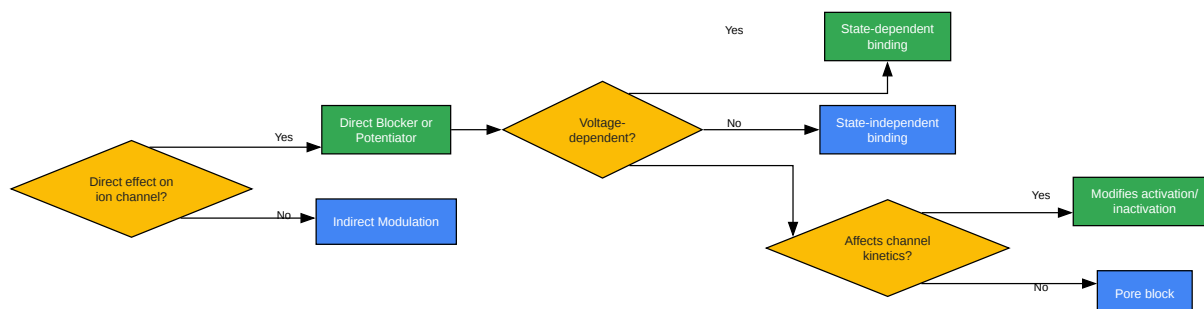 Yes
State-dependent
binding
Direct Blocker or
Potentiator
Yes
Voltage-
dependent?
No
State-independent
binding
Direct effect on
ion channel?
No
Indirect Modulation
Yes
Modifies activation/
inactivation
Affects channel
kinetics?
No
Pore block